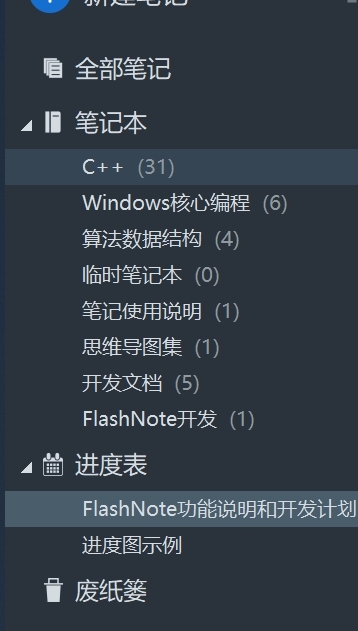 新建笔记
全部笔记
笔记本
C++ (31)
Windows核心编程 (6)
算法数据结构 (4)
临时笔记本 (0)
笔记使用说明 (1)
思维导图集 (1)
开发文档 (5)
FlashNote开发 (1)
进度表
FlashNote功能说明和开发计划
进度图示例
废纸篓